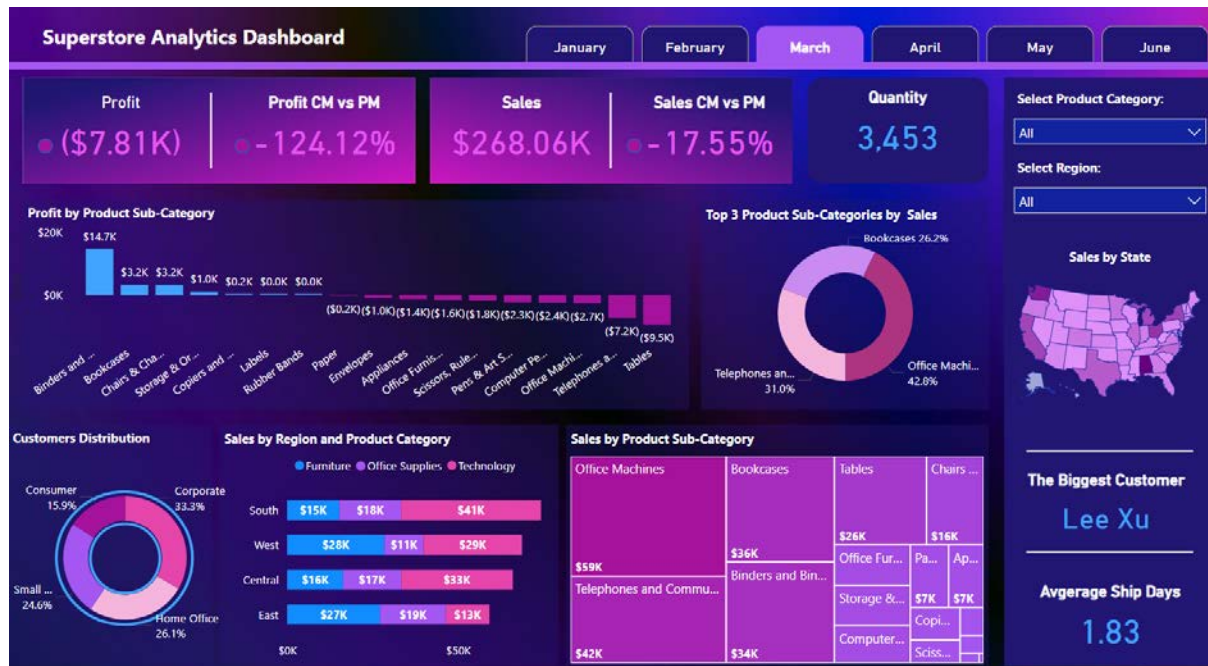 Superstore Analytics Dashboard
January
February
March
April
May
June
Profit
($7.81K)
Profit CM vs PM
-124.12%
Sales
$268.06K
Sales CM vs PM
-17.55%
Quantity
3,453
Select Product Category:
All
Select Region:
All
Profit by Product Sub-Category
$20K
$0K
$14.7K
$3.2K
$3.2K
$1.0K
$0.2K
$0.0K
$0.0K
($0.2K)
($1.0K)
($1.4K)
($1.6K)
($1.8K)
($2.3K)
($2.4K)
($2.7K)
($7.2K)
($9.5K)
Binders and ...
Bookcases
Chairs & Cha...
Storage & Or...
Copiers and ...
Labels
Rubber Bands
Paper
Envelopes
Appliances
Office Furnis...
Scissors, Rule...
Pens & Art S...
Computer Pe...
Office Machi...
Telephones a...
Tables
Top 3 Product Sub-Categories by Sales
Bookcases 26.2%
Telephones an...
31.0%
Office Machi...
42.8%
Sales by State
Customers Distribution
Consumer
15.9%
Corporate
33.3%
Small ...
24.6%
Home Office
26.1%
Sales by Region and Product Category
Furniture Office Supplies Technology
South $15K $18K $41K
West $28K $11K $29K
Central $16K $17K $33K
East $27K $19K $13K
$0K $50K
Sales by Product Sub-Category
Office Machines
$59K
Telephones and Commu...
$42K
Bookcases
$36K
Binders and Bin...
$34K
Tables
$26K
Chairs ...
$16K
Office Fur...
Storage &...
Computer...
Pa...
$7K
Ap...
$7K
Copi...
Sciss...
The Biggest Customer
Lee Xu
Avgerage Ship Days
1.83